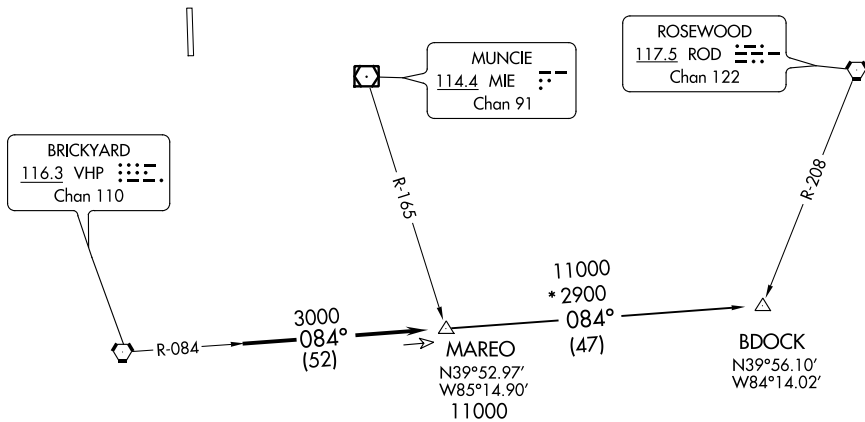 MUNCIE
114.4 MIE
Chan 91
ROSEWOOD
117.5 ROD
Chan 122
BRICKYARD
116.3 VHP
Chan 110
R-165
R-208
R-084
3000
084°
(52)
11000
*2900
084°
(47)
MAREO
N39°52.97'
W85°14.90'
11000
BDOCK
N39°56.10'
W84°14.02'